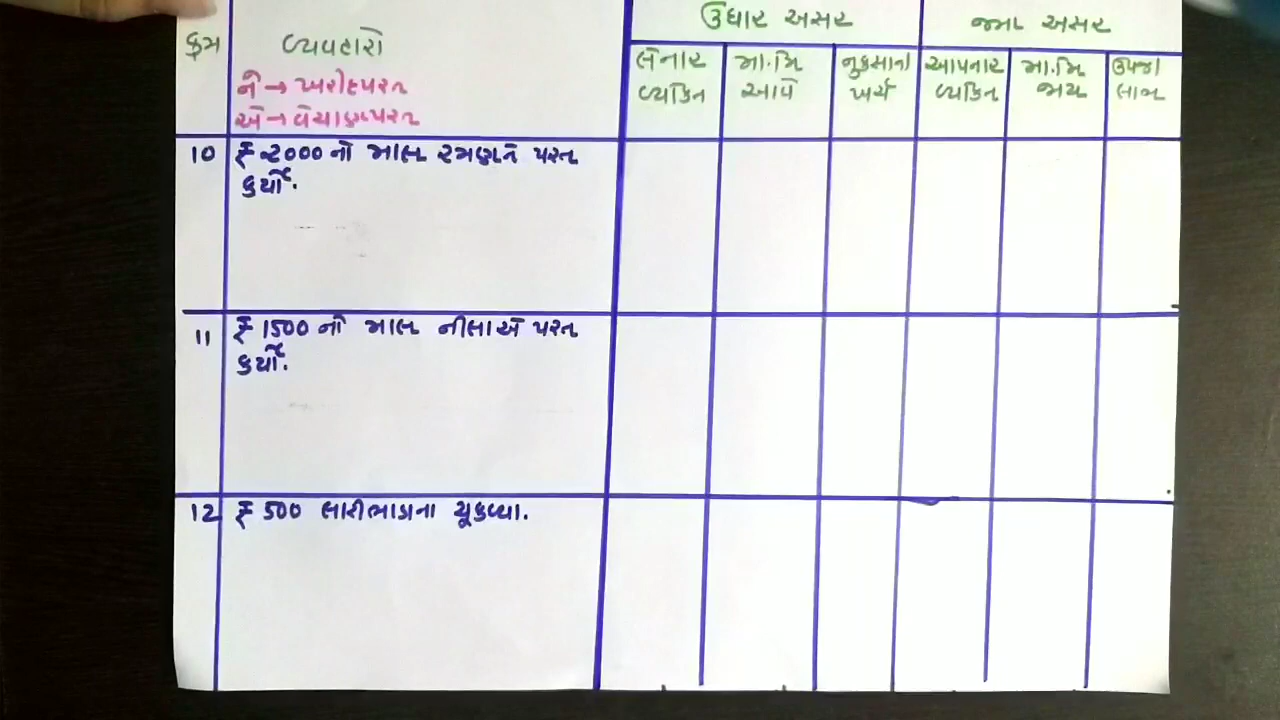 ઉધાર અસર જમા અસર
ક્રમ વ્યવહારો
લેનાર મા.મિ નુકસાન આપનાર મા.મિ ઉપજ
વ્યકિત આવે ખર્ચ વ્યકિત જાય લાભ
ને → ખરીદપરત
એ → વેચાણપરત
10 ₹ 2000 નો માલ રમણને પરત
કર્યો.
11 ₹ 1500 નો માલ નીલાએ પરત
કર્યો.
12 ₹ 500 લારીભાડાના ચૂકવ્યા.